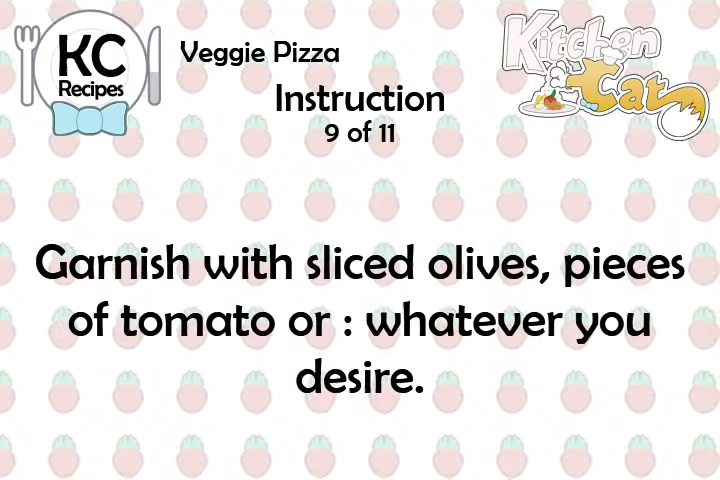 KC
Recipes
Veggie Pizza
Kitchen
Cat
Instruction
9 of 11
Garnish with sliced olives, pieces
of tomato or : whatever you
desire.